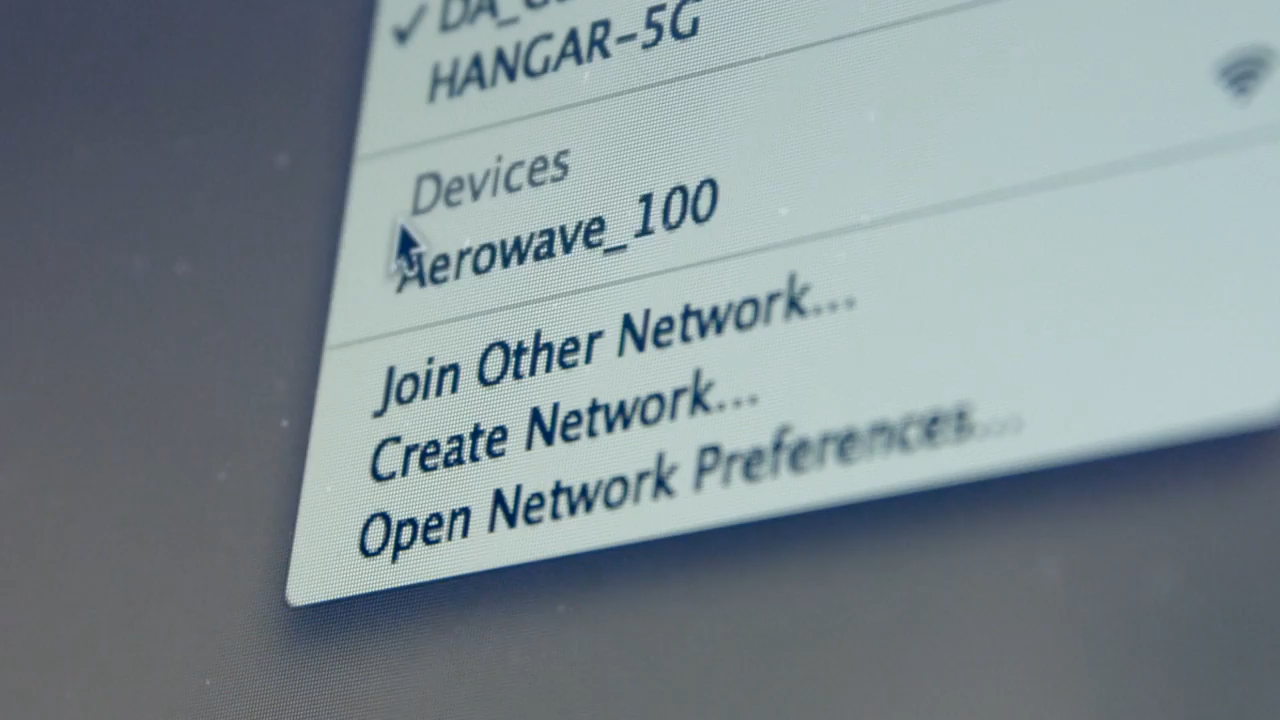 HANGAR-5G
Devices
Aerowave_100
Join Other Network...
Create Network...
Open Network Preferences...